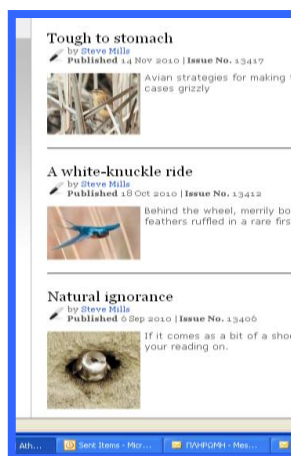 Tough to stomach
by Steve Mills
Published 14 Nov 2010 | Issue No. 13417
Avian strategies for making
cases grizzly
A white-knuckle ride
by Steve Mills
Published 18 Oct 2010 | Issue No. 13412
Behind the wheel, merrily bo
feathers ruffled in a rare firs
Natural ignorance
by Steve Mills
Published 6 Sep 2010 | Issue No. 13406
If it comes as a bit of a sho
your reading on.
Ath... Sent Items - Micr... ΠΛΗΡΩΜΗ - Mes...